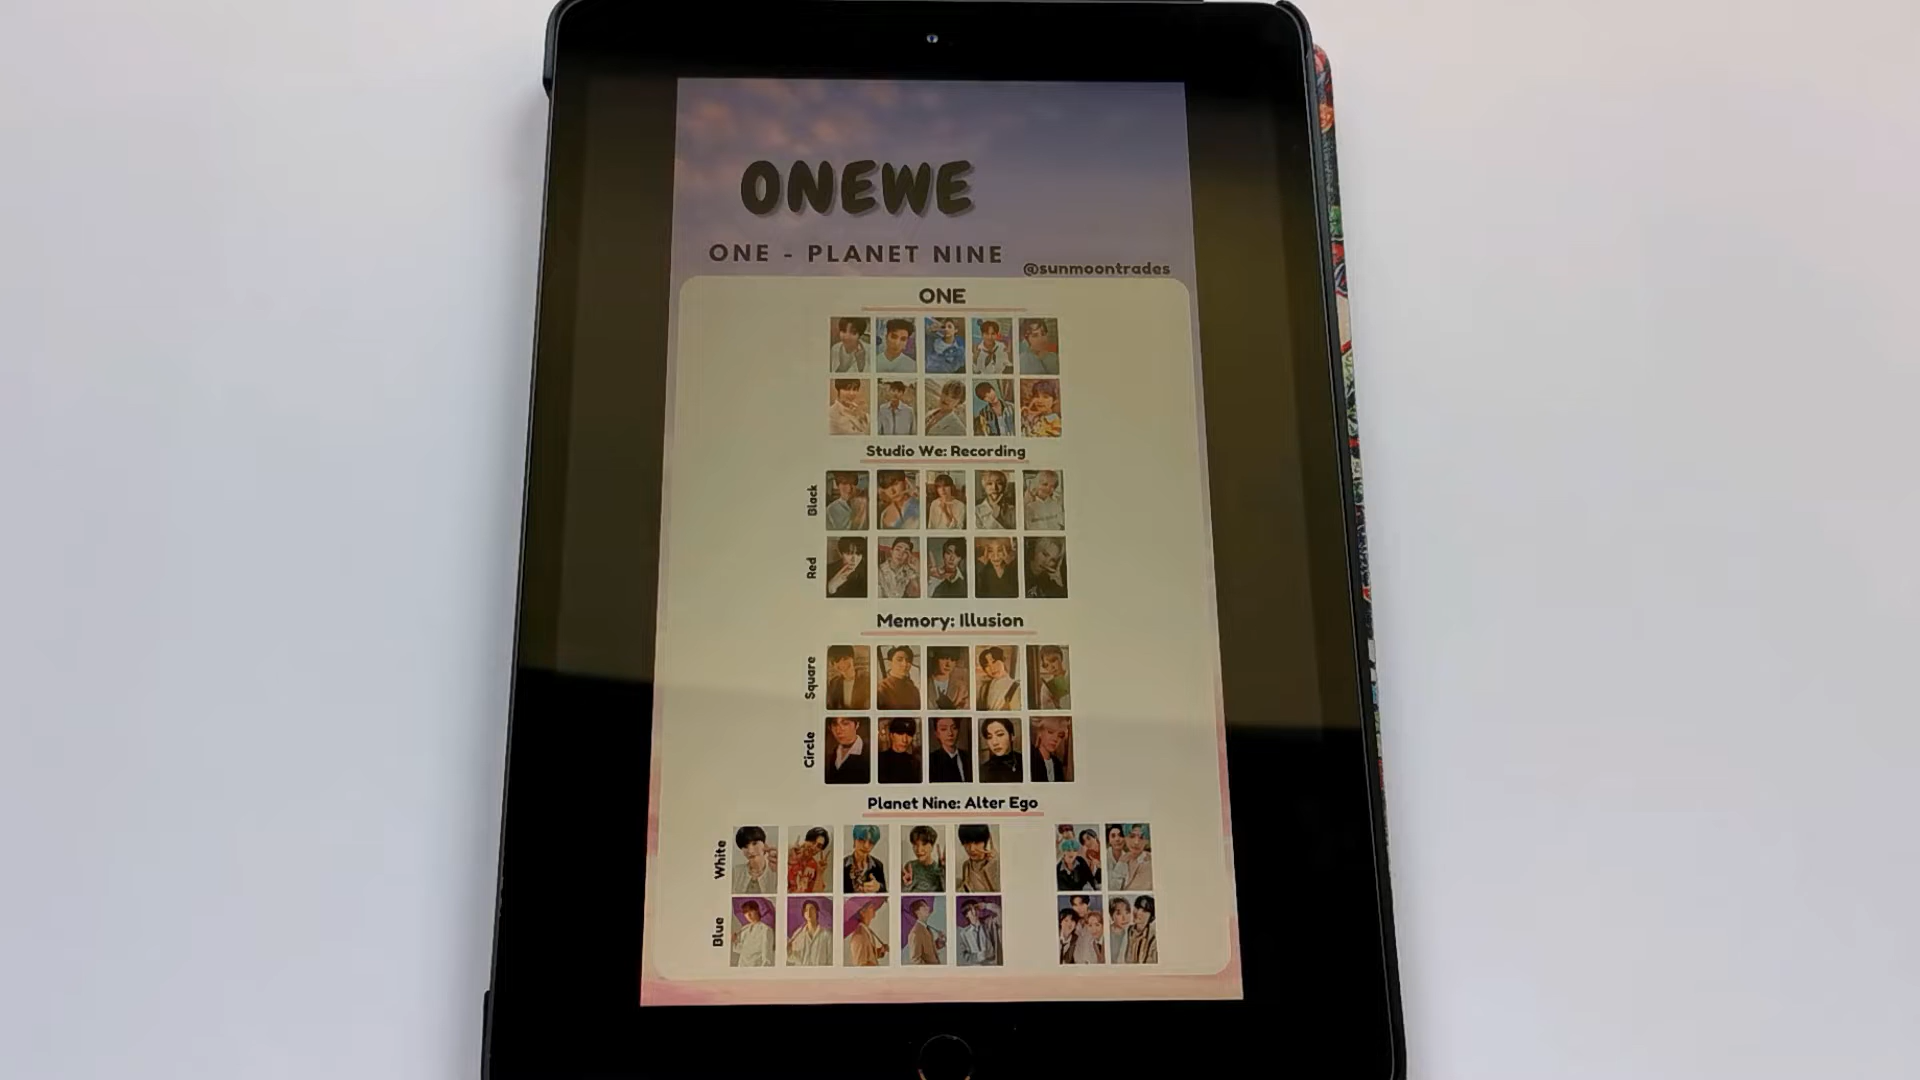 ONEWE
ONE - PLANET NINE
@sunmoontrades
ONE
Studio We: Recording
Black
Red
Memory: Illusion
Square
Circle
Planet Nine: Alter Ego
White
Blue